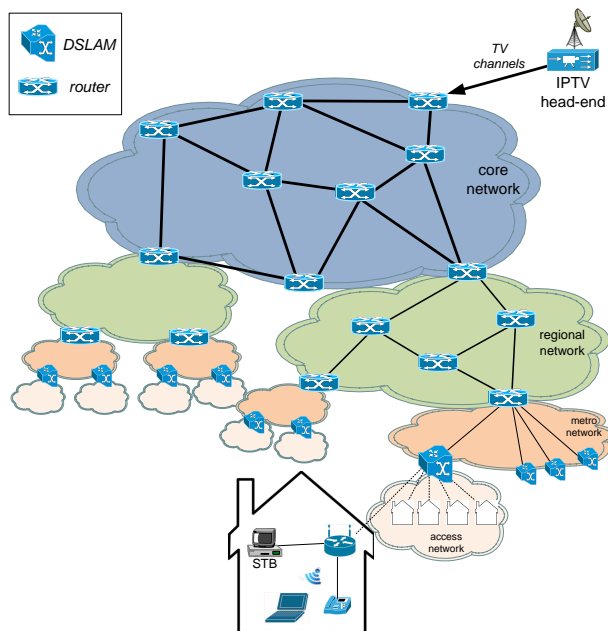 DSLAM
router
TV
channels
IPTV
head-end
core
network
regional
network
metro
network
access
network
STB